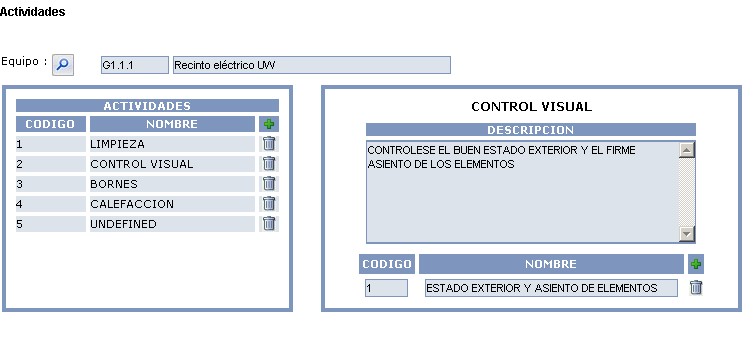 Actividades
Equipo : G1.1.1 Recinto eléctrico UW
ACTIVIDADES
CODIGO NOMBRE
1 LIMPIEZA
2 CONTROL VISUAL
3 BORNES
4 CALEFACCION
5 UNDEFINED
CONTROL VISUAL
DESCRIPCION
CONTROLESE EL BUEN ESTADO EXTERIOR Y EL FIRME
ASIENTO DE LOS ELEMENTOS
CODIGO NOMBRE
1 ESTADO EXTERIOR Y ASIENTO DE ELEMENTOS